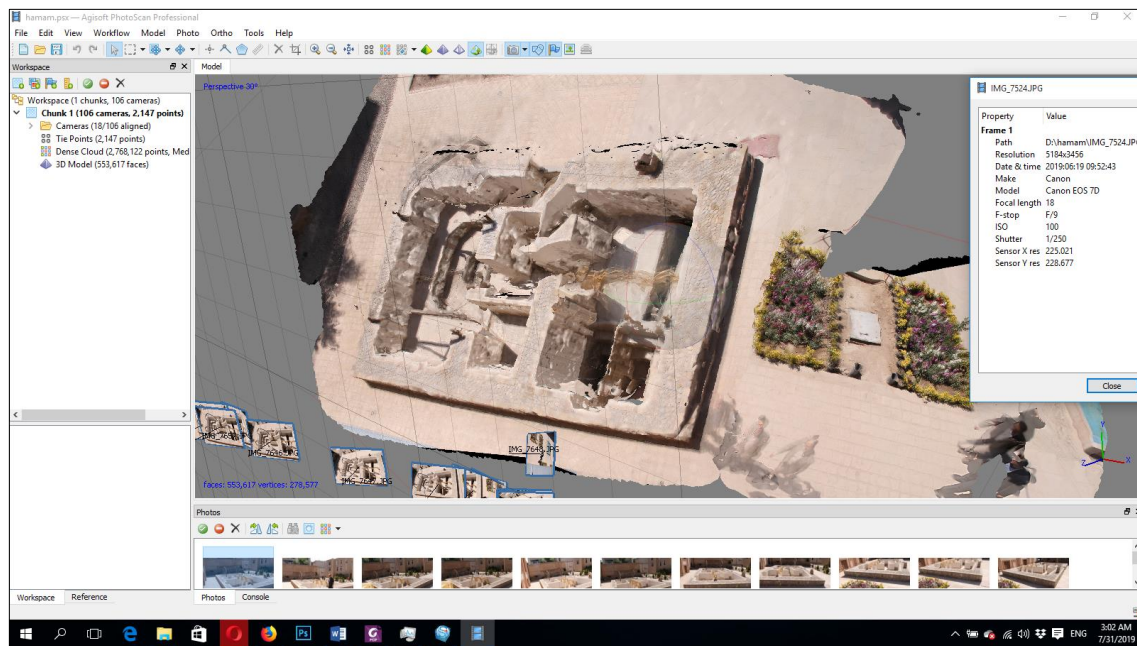 hamam.psx — Agisoft PhotoScan Professional
File Edit View Workflow Model Photo Ortho Tools Help
Workspace
Model
Workspace (1 chunks, 106 cameras)
Chunk 1 (106 cameras, 2,147 points)
Cameras (18/106 aligned)
Tie Points (2,147 points)
Dense Cloud (2,768,122 points, Med
3D Model (553,617 faces)
Perspective 30°
IMG_7524.JPG
Property Value
Frame 1
Path D:\hamam\IMG_7524.JP
Resolution 5184x3456
Date & time 2019:06:19 09:52:43
Make Canon
Model Canon EOS 7D
Focal length 18
F-stop F/9
ISO 100
Shutter 1/250
Sensor X res 225.021
Sensor Y res 228.677
Close
IMG_7648.JPG
faces: 553,617 vertices: 278,577
Y
Z X
Photos
Workspace Reference
Photos Console
Ps
ENG
3:02 AM
7/31/2019